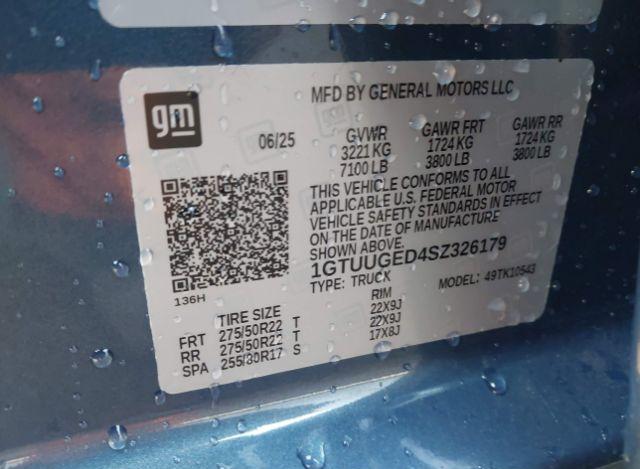 gm
MFD BY GENERAL MOTORS LLC
06/25
GVWR GAWR FRT GAWR RR
3221 KG 1724 KG 1724 KG
7100 LB 3800 LB 3800 LB
THIS VEHICLE CONFORMS TO ALL
APPLICABLE U.S. FEDERAL MOTOR
VEHICLE SAFETY STANDARDS IN EFFECT
ON THE DATE OF MANUFACTURE
SHOWN ABOVE.
1GTUUGED4SZ326179
TYPE: TRUCK MODEL: 49TK10543
136H
TIRE SIZE RIM
FRT 275/50R22 T 22X9J
RR 275/50R22 T 22X9J
SPA 255/80R17 S 17X8J